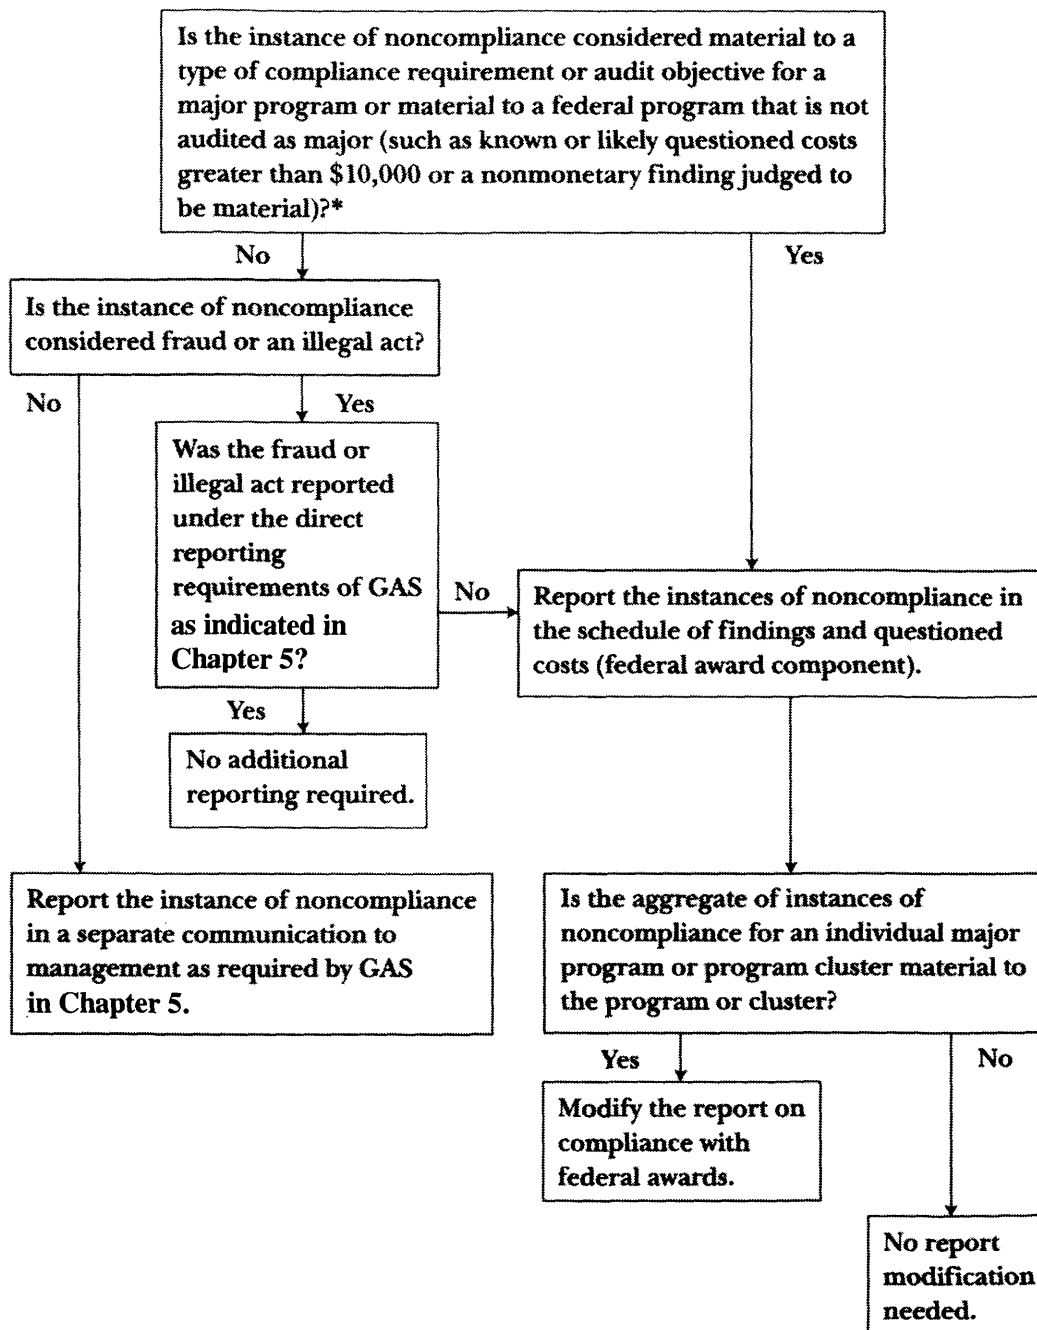 Is the instance of noncompliance considered material to a
type of compliance requirement or audit objective for a
major program or material to a federal program that is not
audited as major (such as known or likely questioned costs
greater than $10,000 or a nonmonetary finding judged to
be material)?*
No
Yes
Is the instance of noncompliance
considered fraud or an illegal act?
No
Yes
Was the fraud or
illegal act reported
under the direct
reporting
requirements of GAS
as indicated in
Chapter 5?
No
Report the instances of noncompliance in
the schedule of findings and questioned
costs (federal award component).
Yes
No additional
reporting required.
Report the instance of noncompliance
in a separate communication to
management as required by GAS
in Chapter 5.
Is the aggregate of instances of
noncompliance for an individual major
program or program cluster material to
the program or cluster?
Yes
No
Modify the report on
compliance with
federal awards.
No report
modification
needed.